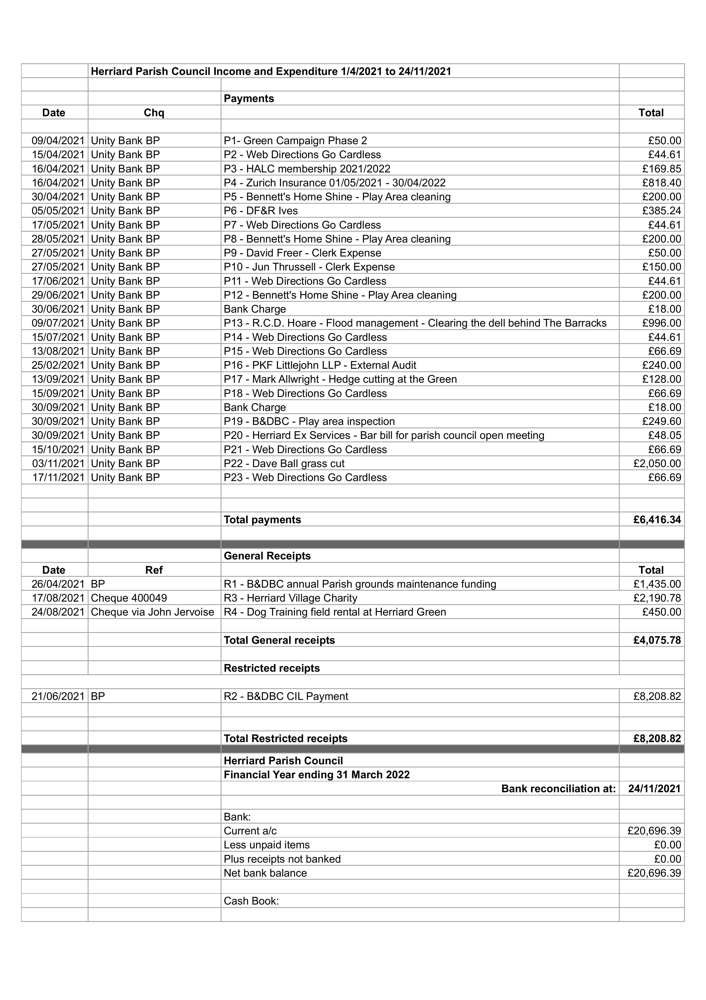 Herriard Parish Council Income and Expenditure 1/4/2021 to 24/11/2021
Payments
Date Chq Total
09/04/2021 Unity Bank BP P1- Green Campaign Phase 2 £50.00
15/04/2021 Unity Bank BP P2 - Web Directions Go Cardless £44.61
16/04/2021 Unity Bank BP P3 - HALC membership 2021/2022 £169.85
16/04/2021 Unity Bank BP P4 - Zurich Insurance 01/05/2021 - 30/04/2022 £818.40
30/04/2021 Unity Bank BP P5 - Bennett's Home Shine - Play Area cleaning £200.00
05/05/2021 Unity Bank BP P6 - DF&R Ives £385.24
17/05/2021 Unity Bank BP P7 - Web Directions Go Cardless £44.61
28/05/2021 Unity Bank BP P8 - Bennett's Home Shine - Play Area cleaning £200.00
27/05/2021 Unity Bank BP P9 - David Freer - Clerk Expense £50.00
27/05/2021 Unity Bank BP P10 - Jun Thrussell - Clerk Expense £150.00
17/06/2021 Unity Bank BP P11 - Web Directions Go Cardless £44.61
29/06/2021 Unity Bank BP P12 - Bennett's Home Shine - Play Area cleaning £200.00
30/06/2021 Unity Bank BP Bank Charge £18.00
09/07/2021 Unity Bank BP P13 - R.C.D. Hoare - Flood management - Clearing the dell behind The Barracks £996.00
15/07/2021 Unity Bank BP P14 - Web Directions Go Cardless £44.61
13/08/2021 Unity Bank BP P15 - Web Directions Go Cardless £66.69
25/02/2021 Unity Bank BP P16 - PKF Littlejohn LLP - External Audit £240.00
13/09/2021 Unity Bank BP P17 - Mark Allwright - Hedge cutting at the Green £128.00
15/09/2021 Unity Bank BP P18 - Web Directions Go Cardless £66.69
30/09/2021 Unity Bank BP Bank Charge £18.00
30/09/2021 Unity Bank BP P19 - B&DBC - Play area inspection £249.60
30/09/2021 Unity Bank BP P20 - Herriard Ex Services - Bar bill for parish council open meeting £48.05
15/10/2021 Unity Bank BP P21 - Web Directions Go Cardless £66.69
03/11/2021 Unity Bank BP P22 - Dave Ball grass cut £2,050.00
17/11/2021 Unity Bank BP P23 - Web Directions Go Cardless £66.69
Total payments £6,416.34
General Receipts
Date Ref Total
26/04/2021 BP R1 - B&DBC annual Parish grounds maintenance funding £1,435.00
17/08/2021 Cheque 400049 R3 - Herriard Village Charity £2,190.78
24/08/2021 Cheque via John Jervoise R4 - Dog Training field rental at Herriard Green £450.00
Total General receipts £4,075.78
Restricted receipts
21/06/2021 BP R2 - B&DBC CIL Payment £8,208.82
Total Restricted receipts £8,208.82
Herriard Parish Council
Financial Year ending 31 March 2022
Bank reconciliation at: 24/11/2021
Bank:
Current a/c £20,696.39
Less unpaid items £0.00
Plus receipts not banked £0.00
Net bank balance £20,696.39
Cash Book: